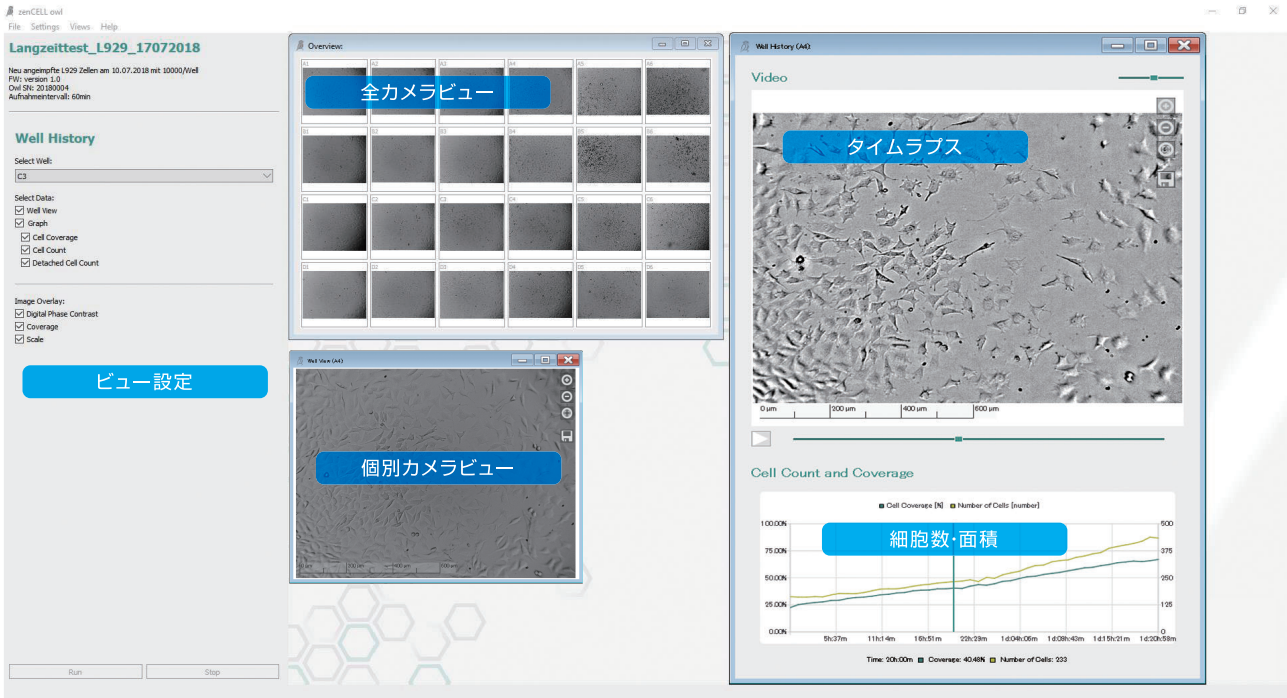 zenCELL owl
File Settings Views Help
Langzeittest_L929_17072018
Neu angeimpfte L929 Zellen am 10.07.2018 mit 10000/Well
FW: version 1.0
Owl SN: 20180004
Aufnahmeintervall: 60min
Well History
Select Well:
C3
Select Data:
Well View
Graph
Cell Coverage
Cell Count
Detached Cell Count
Image Overlay:
Digital Phase Contrast
Coverage
Scale
ビュー設定
Run Stop
Overview:
A1 A2 A3 A4 A5 A6
全カメラビュー
B1 B2 B3 B4 B5 B6
C1 C2 C3 C4 C5 C6
D1 D2 D3 D4 D5 D6
Well View (A4)
個別カメラビュー
Well History (A4)
Video
タイムラプス
0 µm 200 µm 400 µm 600 µm
Cell Count and Coverage
Cell Coverage [%] Number of Cells [number]
細胞数・面積
100.00% 500
75.00% 375
50.00% 250
25.00% 125
0.00% 0
5h:37m 11h:14m 16h:51m 22h:29m 1d:04h:06m 1d:09h:43m 1d:15h:21m 1d:20h:58m
Time: 20h:00m Coverage: 40.48% Number of Cells: 233